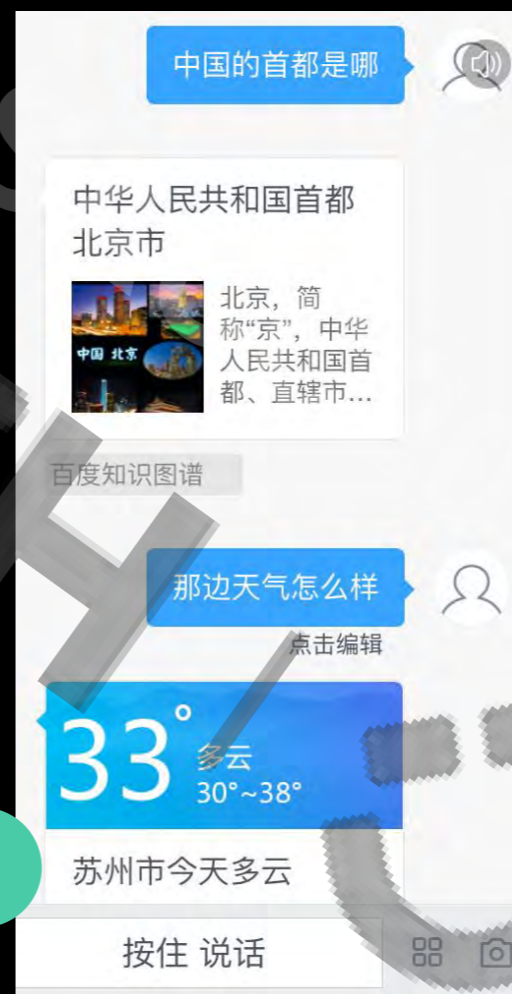 中国的首都是哪
中华人民共和国首都
北京市
中国 北京
北京，简
称“京”，中华
人民共和国首
都、直辖市...
百度知识图谱
那边天气怎么样
点击编辑
33°
多云
30°~38°
苏州市今天多云
按住 说话